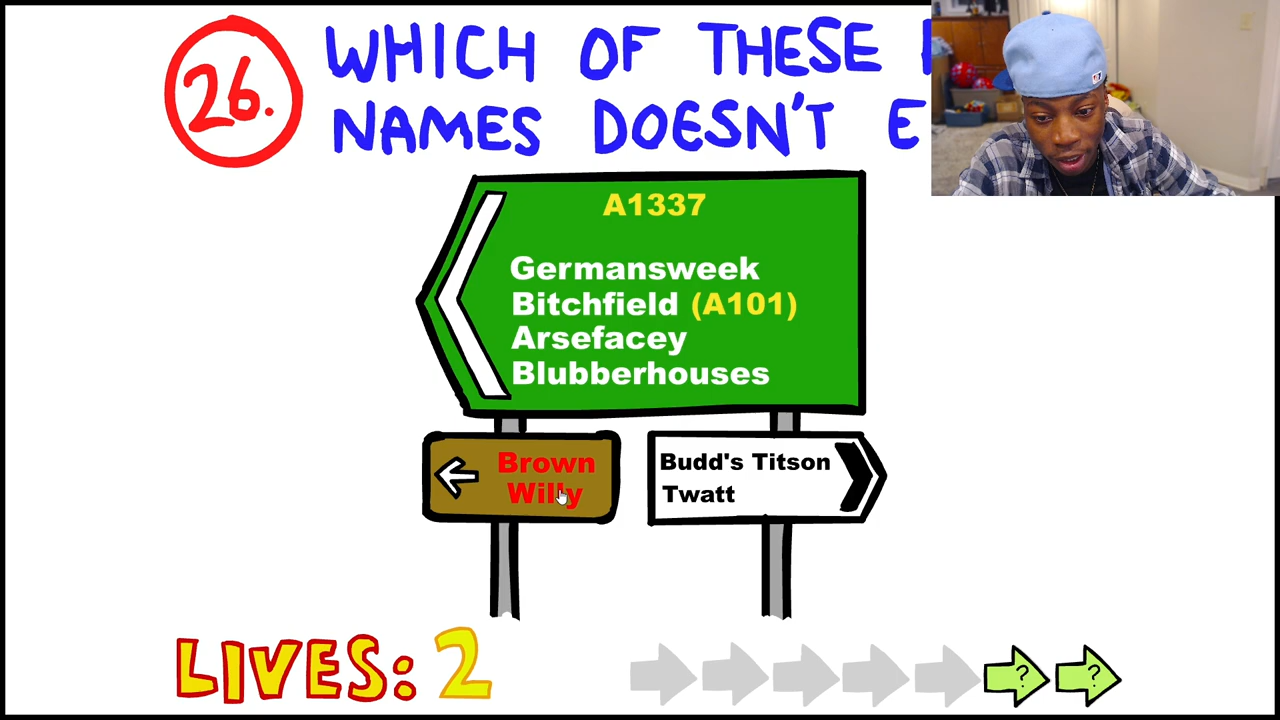 26.
WHICH OF THESE
NAMES DOESN'T E
A1337
Germansweek
Bitchfield (A101)
Arsefacey
Blubberhouses
Brown
Willy
Budd's Titson
Twatt
LIVES: 2
? ?